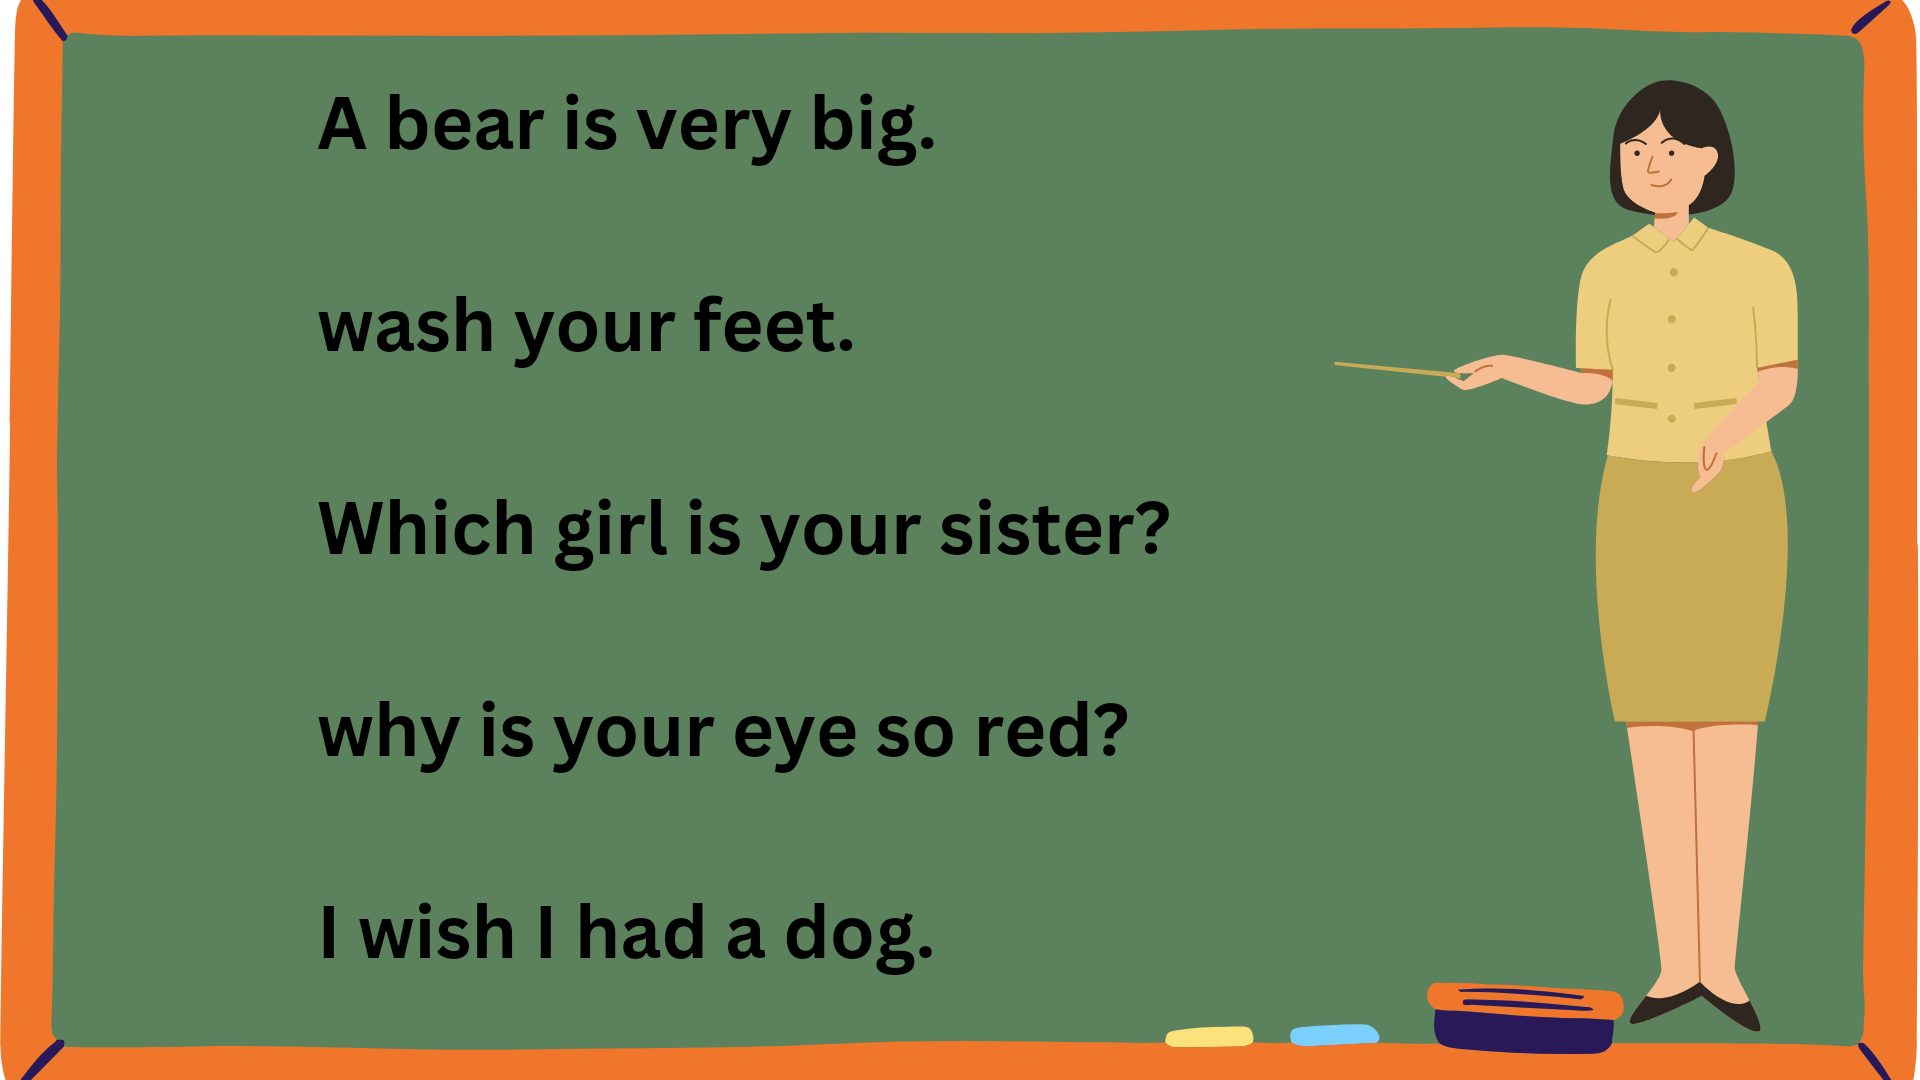 A bear is very big.
wash your feet.
Which girl is your sister?
why is your eye so red?
I wish I had a dog.